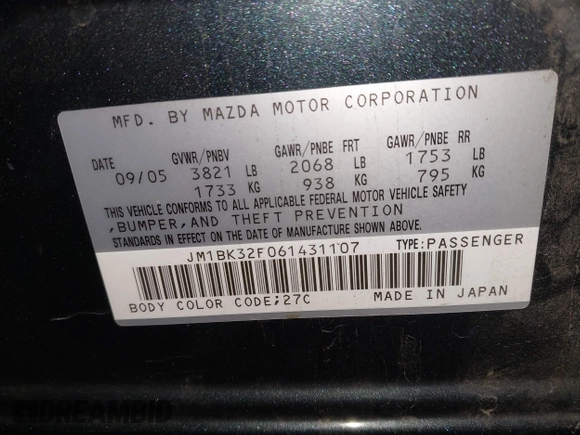 MFD. BY MAZDA MOTOR CORPORATION
DATE GVWR/PNBV GAWR/PNBE FRT GAWR/PNBE RR
09/05 3821 LB 2068 LB 1753 LB
1733 KG 938 KG 795 KG
THIS VEHICLE CONFORMS TO ALL APPLICABLE FEDERAL MOTOR VEHICLE SAFETY
,BUMPER,AND THEFT PREVENTION
STANDARDS IN EFFECT ON THE DATE OF MANUFACTURE SHOWN ABOVE.
JM1BK32F061431107 TYPE:PASSENGER
BODY COLOR CODE;27C MADE IN JAPAN
DREAMBID